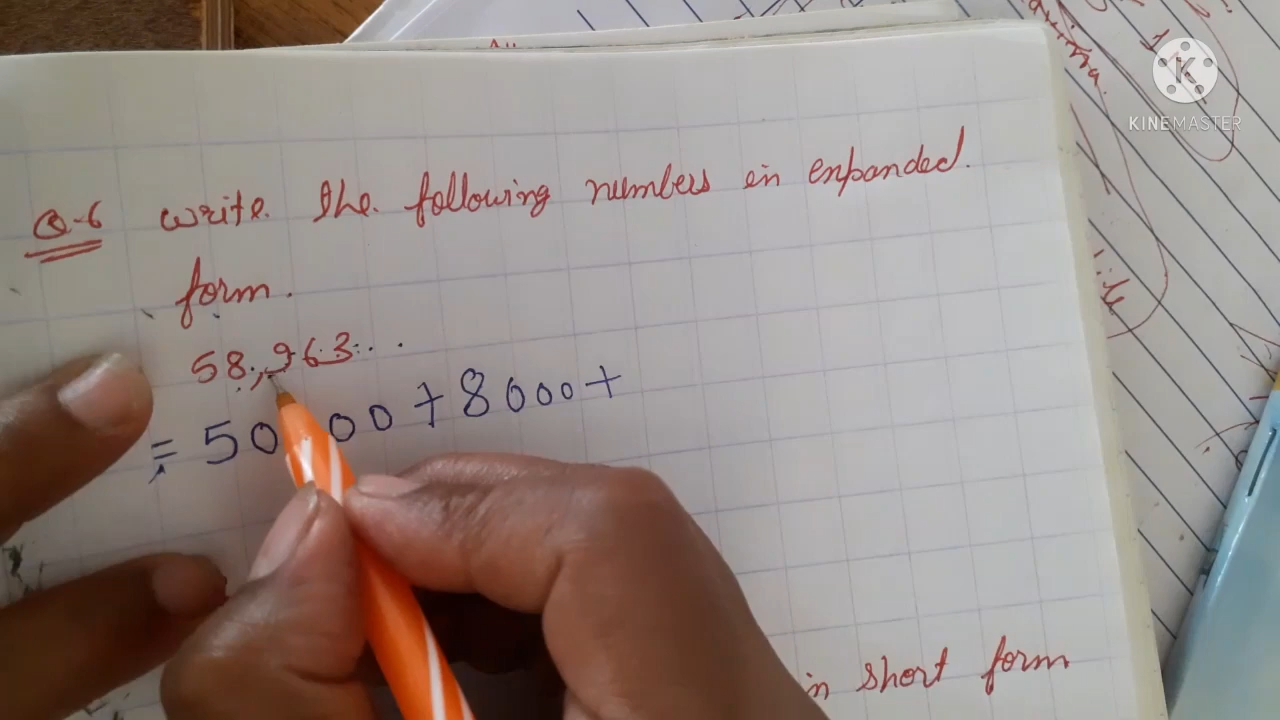 Q-6 Write the following numbers in expanded
form.
58,963...
= 50 00 + 8000 +
in short form
K
KINEMASTER